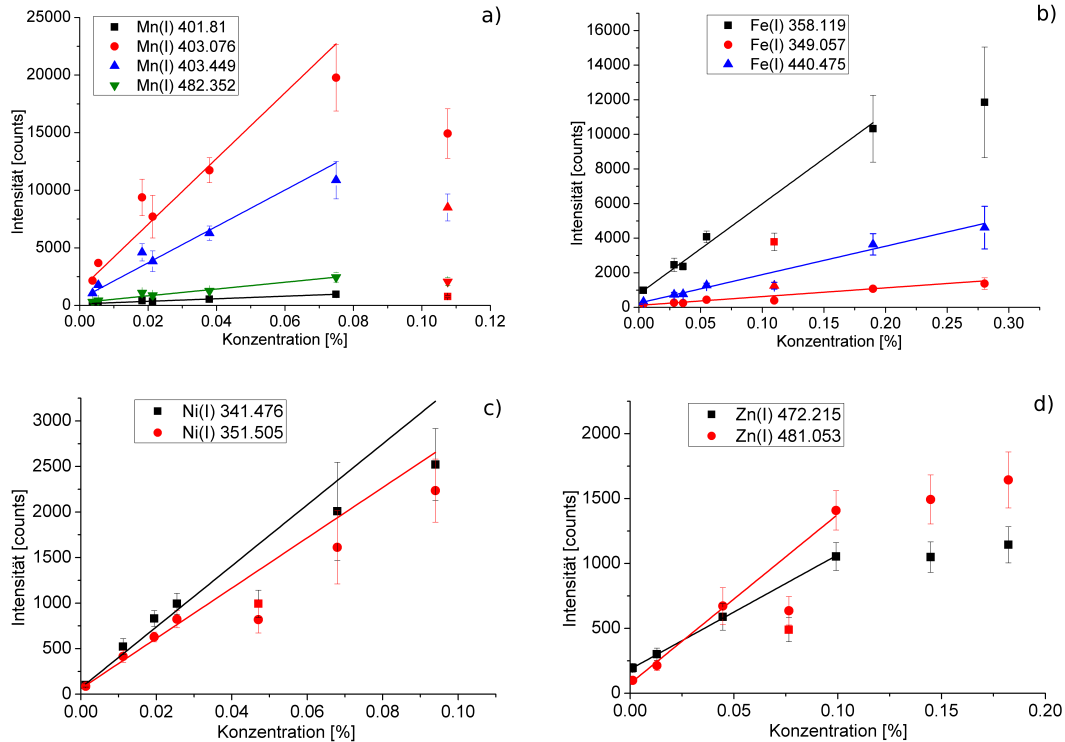 a)
Mn(I) 401.81
Mn(I) 403.076
Mn(I) 403.449
Mn(I) 482.352
25000
20000
15000
10000
5000
0
Intensität [counts]
0.00 0.02 0.04 0.06 0.08 0.10 0.12
Konzentration [%]
b)
Fe(I) 358.119
Fe(I) 349.057
Fe(I) 440.475
16000
14000
12000
10000
8000
6000
4000
2000
0
Intensität [counts]
0.00 0.05 0.10 0.15 0.20 0.25 0.30
Konzentration [%]
c)
Ni(I) 341.476
Ni(I) 351.505
3000
2500
2000
1500
1000
500
0
Intensität [counts]
0.00 0.02 0.04 0.06 0.08 0.10
Konzentration [%]
d)
Zn(I) 472.215
Zn(I) 481.053
2000
1500
1000
500
0
Intensität [counts]
0.00 0.05 0.10 0.15 0.20
Konzentration [%]